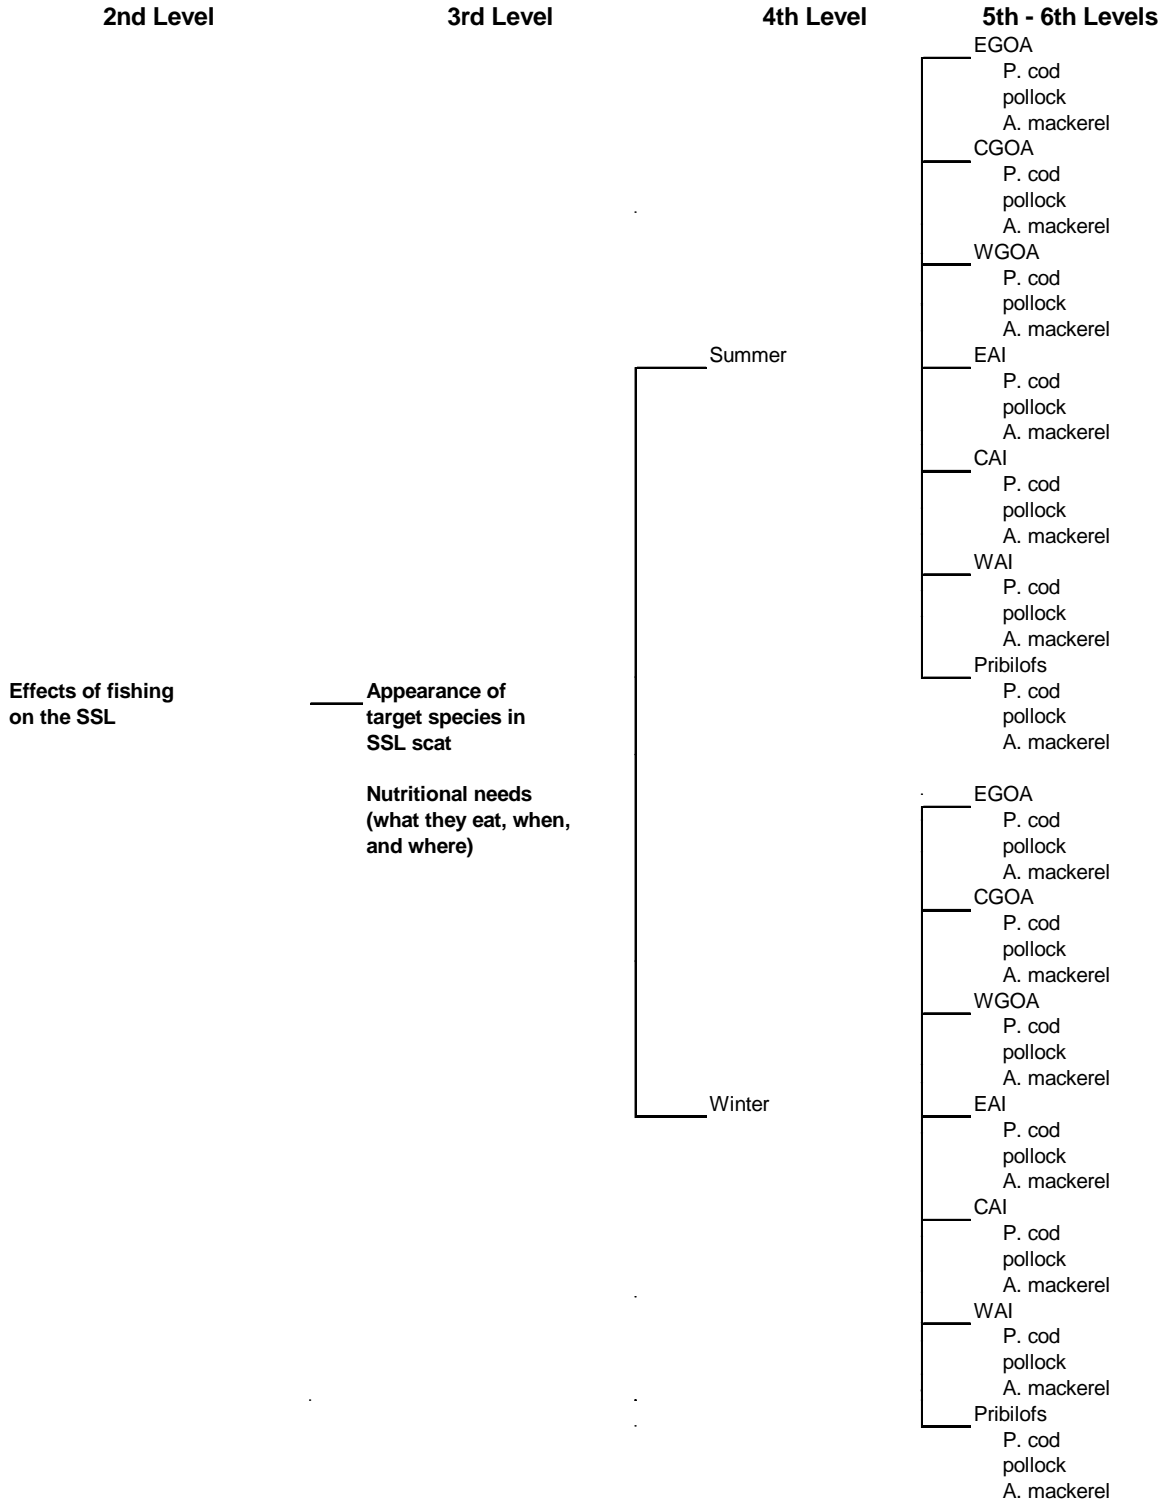 2nd Level 3rd Level 4th Level 5th - 6th Levels
EGOA
P. cod
pollock
A. mackerel
CGOA
P. cod
pollock
A. mackerel
WGOA
P. cod
pollock
A. mackerel
Summer EAI
P. cod
pollock
A. mackerel
CAI
P. cod
pollock
A. mackerel
WAI
P. cod
pollock
A. mackerel
Pribilofs
Effects of fishing Appearance of P. cod
on the SSL target species in pollock
SSL scat A. mackerel
Nutritional needs EGOA
(what they eat, when, P. cod
and where) pollock
A. mackerel
CGOA
P. cod
pollock
A. mackerel
WGOA
P. cod
pollock
A. mackerel
Winter EAI
P. cod
pollock
A. mackerel
CAI
P. cod
pollock
A. mackerel
WAI
P. cod
pollock
A. mackerel
Pribilofs
P. cod
pollock
A. mackerel